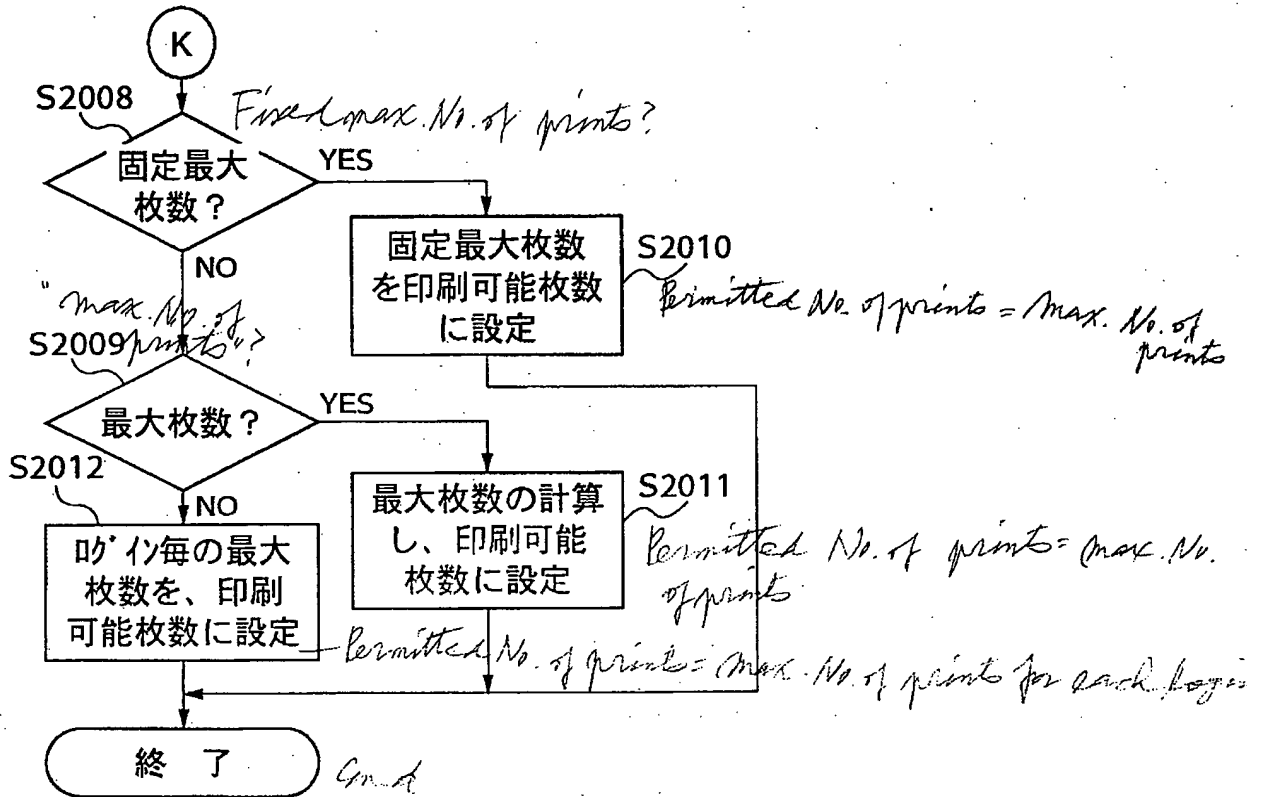 K
S2008
Fixed max. No. of prints?
固定最大
枚数？
YES
NO
固定最大枚数
を印刷可能枚数
に設定
S2010
Permitted No. of prints = Max. No. of
prints
"max. No. of
prints"?
S2009
最大枚数？
YES
NO
S2012
ﾛｸﾞｲﾝ毎の最大
枚数を、印刷
可能枚数に設定
最大枚数の計算
し、印刷可能
枚数に設定
S2011
Permitted No. of prints = max. No.
of prints
Permitted No. of prints = max. No. of prints for each login
終 了
End